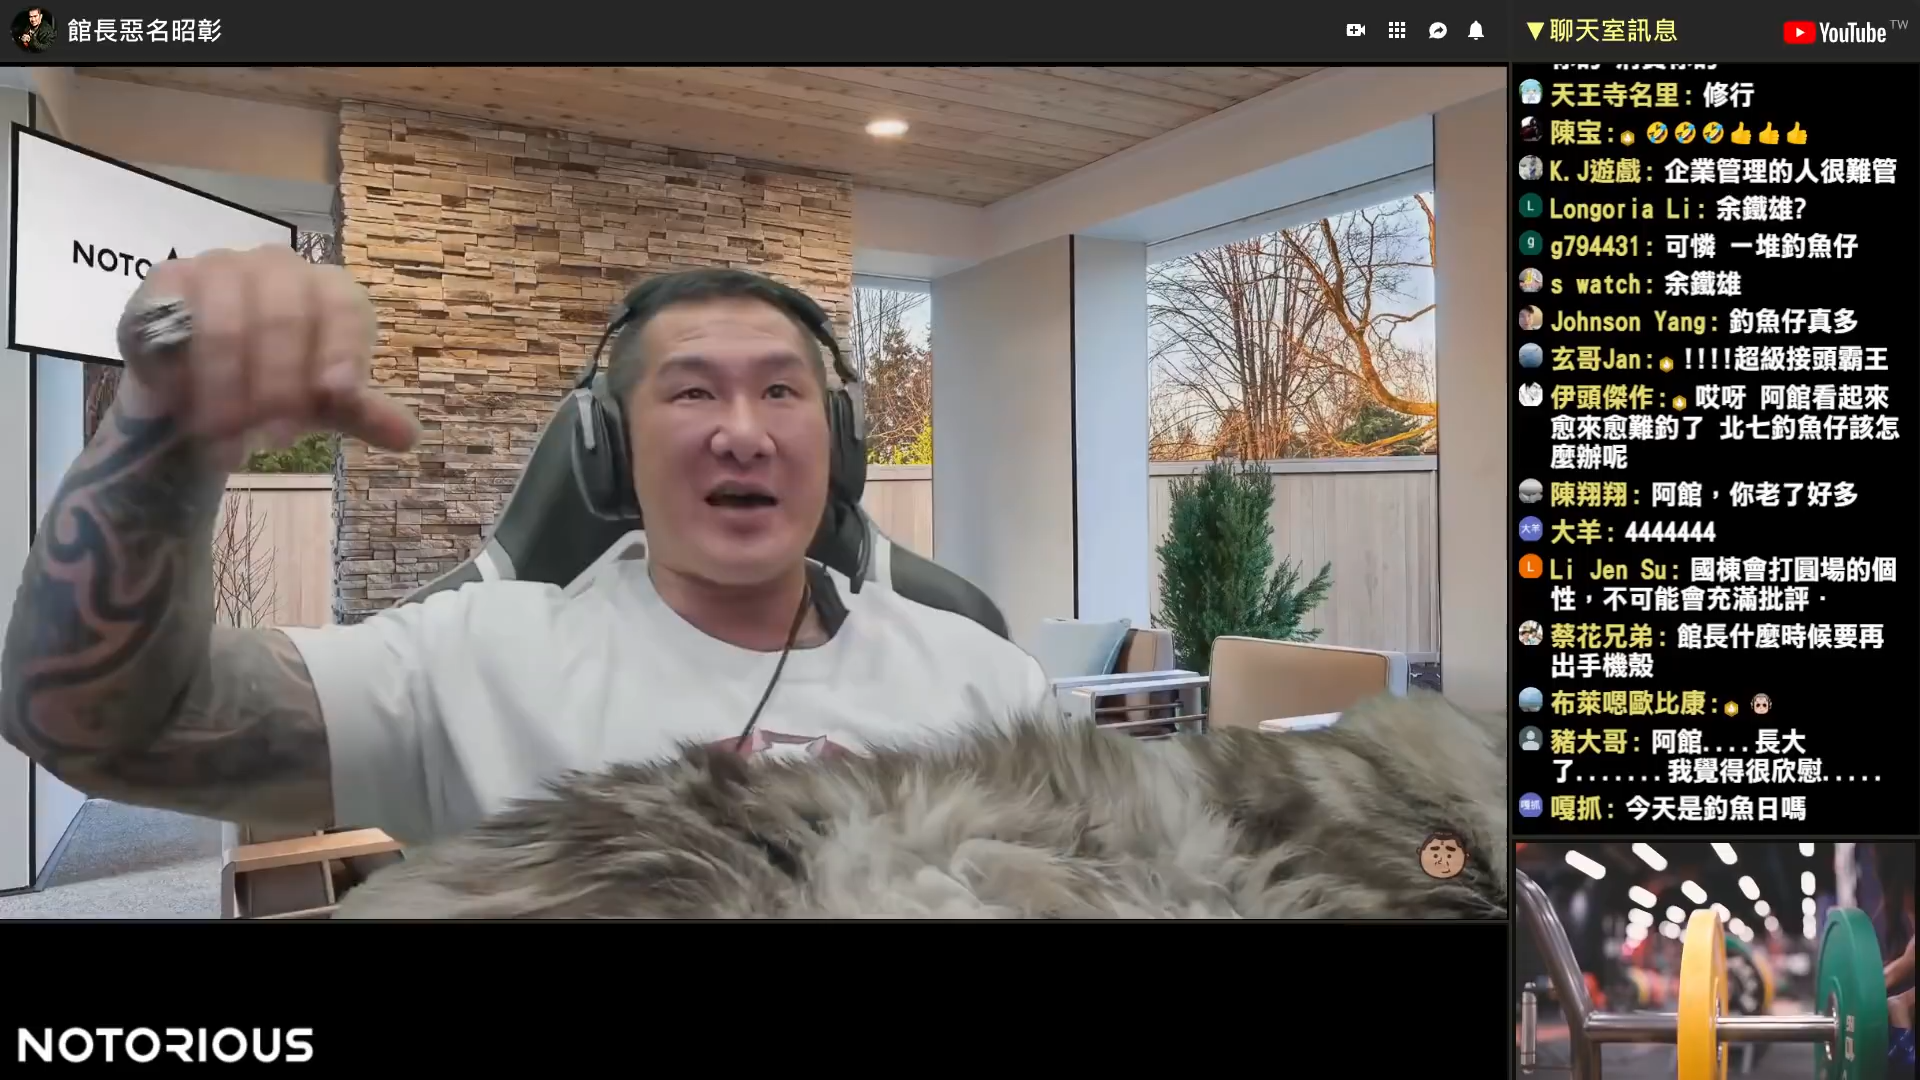 館長惡名昭彰
▼聊天室訊息
YouTube TW
NOTO
天王寺名里: 修行
陳宝: 🤣🤣🤣👍👍👍
K.J遊戲: 企業管理的人很難管
L
Longoria Li: 余鐵雄?
g
g794431: 可憐 一堆釣魚仔
s watch: 余鐵雄
Johnson Yang: 釣魚仔真多
玄哥Jan: !!!!超級接頭霸王
伊頭傑作: 哎呀 阿館看起來
愈來愈難釣了 北七釣魚仔該怎
麼辦呢
陳翔翔: 阿館，你老了好多
大羊
大羊: 4444444
L
Li Jen Su: 國棟會打圓場的個
性，不可能會充滿批評．
蔡花兄弟: 館長什麼時候要再
出手機殼
布萊嗯歐比康:
豬大哥: 阿館....長大
了.......我覺得很欣慰.....
嘎抓
嘎抓: 今天是釣魚日嗎
NOTORIOUS